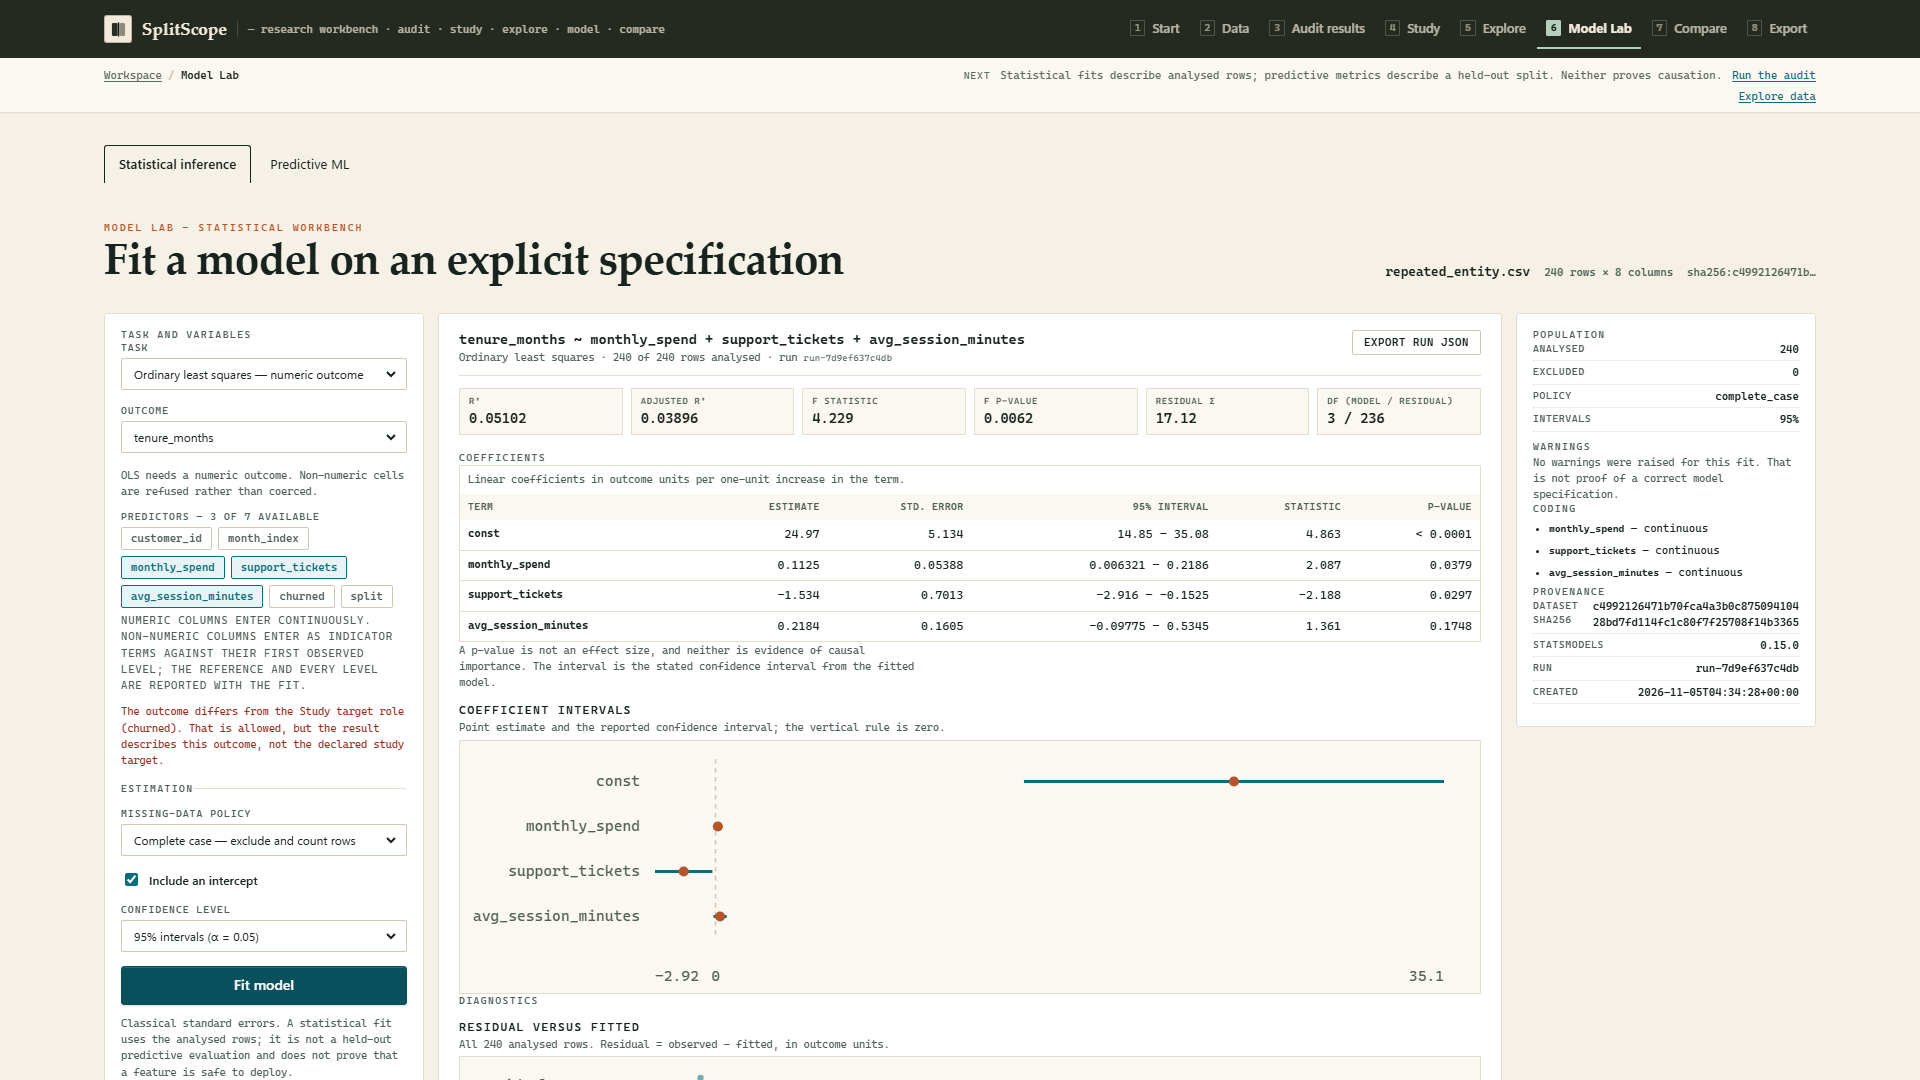 SplitScope — research workbench · audit · study · explore · model · compare
1 Start 2 Data 3 Audit results 4 Study 5 Explore 6 Model Lab 7 Compare 8 Export
Workspace / Model Lab
NEXT Statistical fits describe analysed rows; predictive metrics describe a held-out split. Neither proves causation. Run the audit
Explore data
Statistical inference Predictive ML
MODEL LAB — STATISTICAL WORKBENCH
Fit a model on an explicit specification
repeated_entity.csv 240 rows × 8 columns sha256:c4992126471b…
TASK AND VARIABLES
TASK
Ordinary least squares — numeric outcome
OUTCOME
tenure_months
OLS needs a numeric outcome. Non-numeric cells
are refused rather than coerced.
PREDICTORS — 3 OF 7 AVAILABLE
customer_id month_index
monthly_spend support_tickets
avg_session_minutes churned split
NUMERIC COLUMNS ENTER CONTINUOUSLY.
NON-NUMERIC COLUMNS ENTER AS INDICATOR
TERMS AGAINST THEIR FIRST OBSERVED
LEVEL; THE REFERENCE AND EVERY LEVEL
ARE REPORTED WITH THE FIT.
The outcome differs from the Study target role
(churned). That is allowed, but the result
describes this outcome, not the declared study
target.
ESTIMATION
MISSING-DATA POLICY
Complete case — exclude and count rows
Include an intercept
CONFIDENCE LEVEL
95% intervals (α = 0.05)
Fit model
Classical standard errors. A statistical fit
uses the analysed rows; it is not a held-out
predictive evaluation and does not prove that
a feature is safe to deploy.
tenure_months ~ monthly_spend + support_tickets + avg_session_minutes
Ordinary least squares · 240 of 240 rows analysed · run run-7d9ef637c4db
EXPORT RUN JSON
R² ADJUSTED R² F STATISTIC F P-VALUE RESIDUAL Σ DF (MODEL / RESIDUAL)
0.05102 0.03896 4.229 0.0062 17.12 3 / 236
COEFFICIENTS
Linear coefficients in outcome units per one-unit increase in the term.
TERM ESTIMATE STD. ERROR 95% INTERVAL STATISTIC P-VALUE
const 24.97 5.134 14.85 – 35.08 4.863 < 0.0001
monthly_spend 0.1125 0.05388 0.006321 – 0.2186 2.087 0.0379
support_tickets −1.534 0.7013 −2.916 – −0.1525 −2.188 0.0297
avg_session_minutes 0.2184 0.1605 −0.09775 – 0.5345 1.361 0.1748
A p-value is not an effect size, and neither is evidence of causal
importance. The interval is the stated confidence interval from the fitted
model.
COEFFICIENT INTERVALS
Point estimate and the reported confidence interval; the vertical rule is zero.
const
monthly_spend
support_tickets
avg_session_minutes
−2.92 0 35.1
DIAGNOSTICS
RESIDUAL VERSUS FITTED
All 240 analysed rows. Residual = observed − fitted, in outcome units.
POPULATION
ANALYSED 240
EXCLUDED 0
POLICY complete_case
INTERVALS 95%
WARNINGS
No warnings were raised for this fit. That
is not proof of a correct model
specification.
CODING
• monthly_spend — continuous
• support_tickets — continuous
• avg_session_minutes — continuous
PROVENANCE
DATASET c4992126471b70fca4a3b0c875094104
SHA256 28bd7fd114fc1c80f7f25708f14b3365
STATSMODELS 0.15.0
RUN run-7d9ef637c4db
CREATED 2026-11-05T04:34:28+00:00